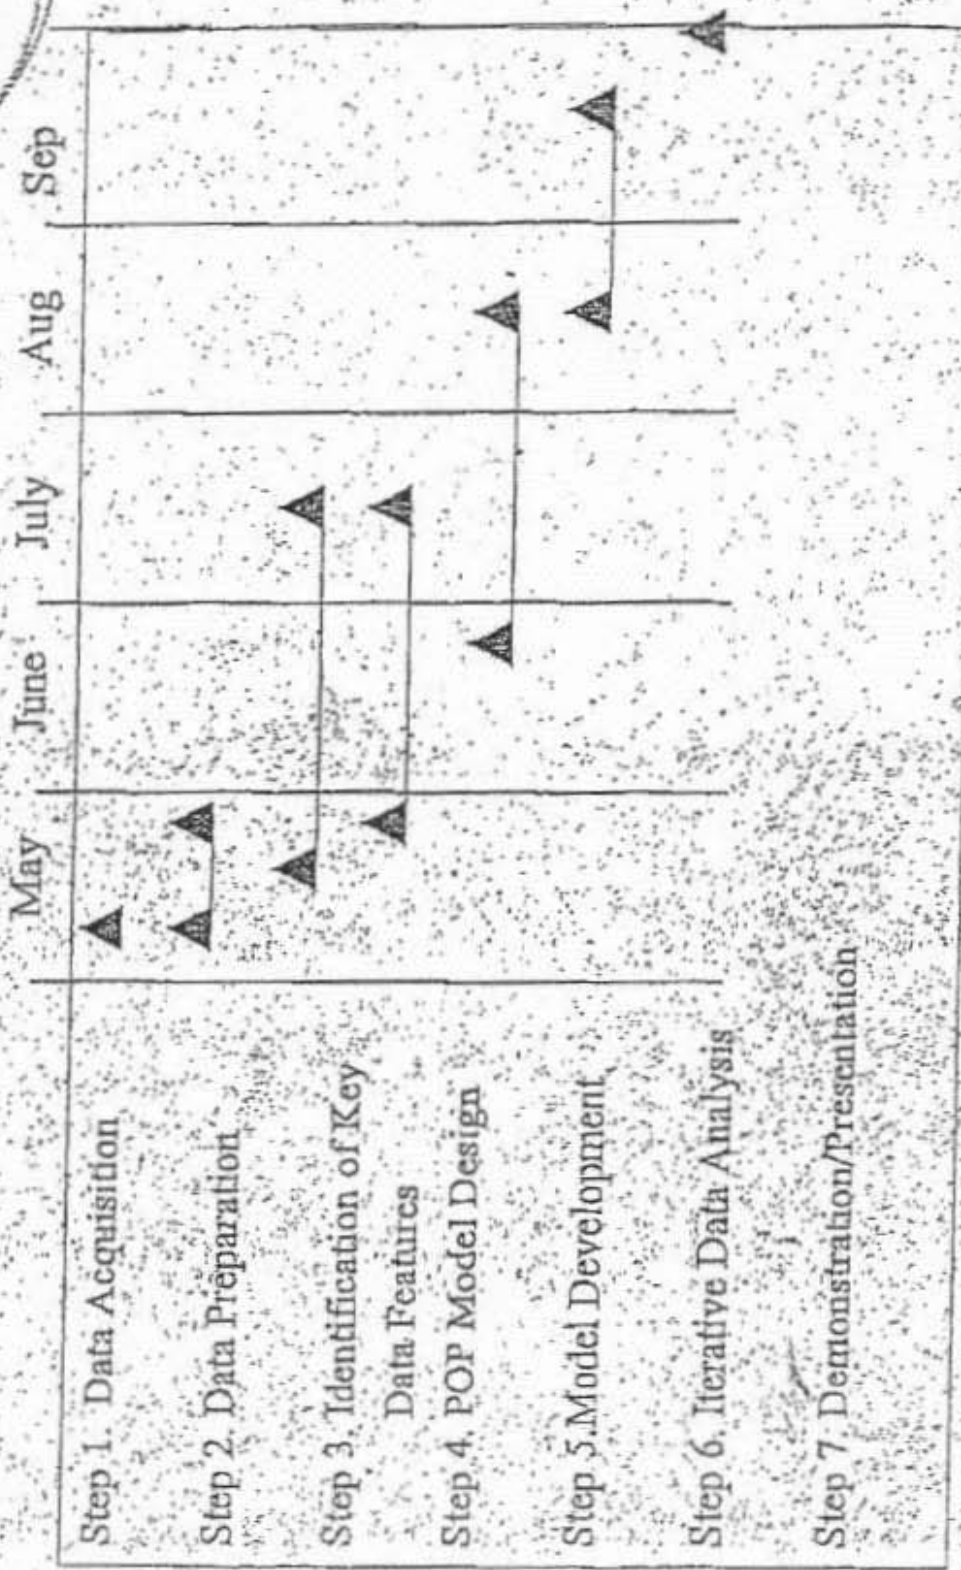 May June July Aug Sep
Step 1. Data Acquisition
Step 2. Data Preparation
Step 3. Identification of Key
Data Features
Step 4. POP Model Design
Step 5.Model Development
Step 6. Iterative Data Analysis
Step 7. Demonstration/Presentation